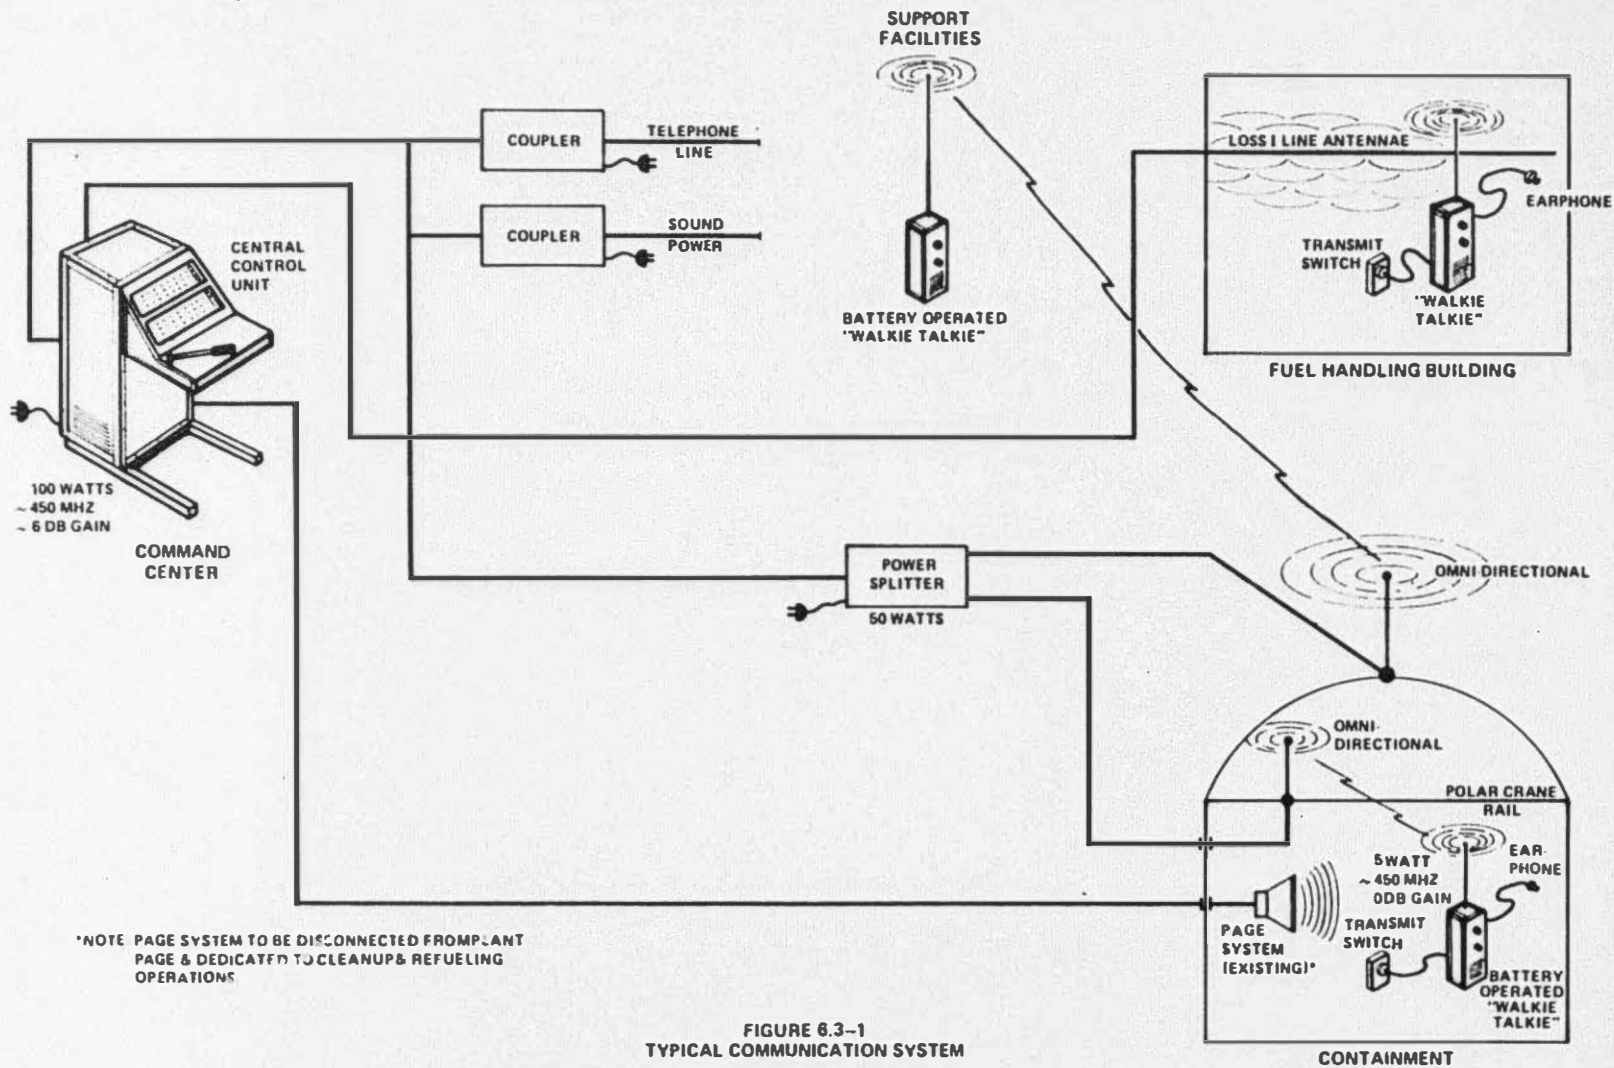 SUPPORT
FACILITIES
COUPLER
TELEPHONE
LINE
COUPLER
SOUND
POWER
CENTRAL
CONTROL
UNIT
100 WATTS
~ 450 MHZ
~ 6 DB GAIN
COMMAND
CENTER
BATTERY OPERATED
"WALKIE TALKIE"
LOSS I LINE ANTENNAE
EARPHONE
TRANSMIT
SWITCH
"WALKIE
TALKIE"
FUEL HANDLING BUILDING
POWER
SPLITTER
50 WATTS
OMNI DIRECTIONAL
OMNI-
DIRECTIONAL
POLAR CRANE
RAIL
5 WATT
~ 450 MHZ
0DB GAIN
EAR-
PHONE
TRANSMIT
SWITCH
PAGE
SYSTEM
(EXISTING)*
BATTERY
OPERATED
"WALKIE
TALKIE"
CONTAINMENT
*NOTE PAGE SYSTEM TO BE DISCONNECTED FROM PLANT
PAGE & DEDICATED TO CLEANUP & REFUELING
OPERATIONS
FIGURE 6.3-1
TYPICAL COMMUNICATION SYSTEM